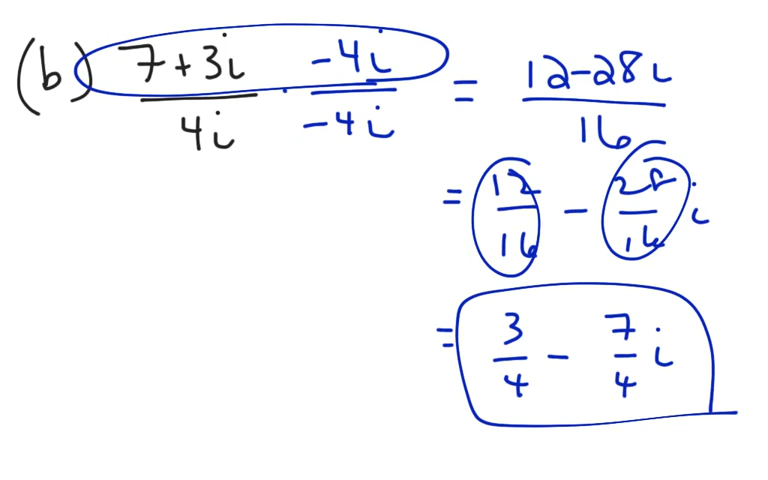 (b) (7+3i)/(4i) · (-4i)/(-4i) = (12-28i)/16
= 12/16 - 28/16 i
= 3/4 - 7/4 i